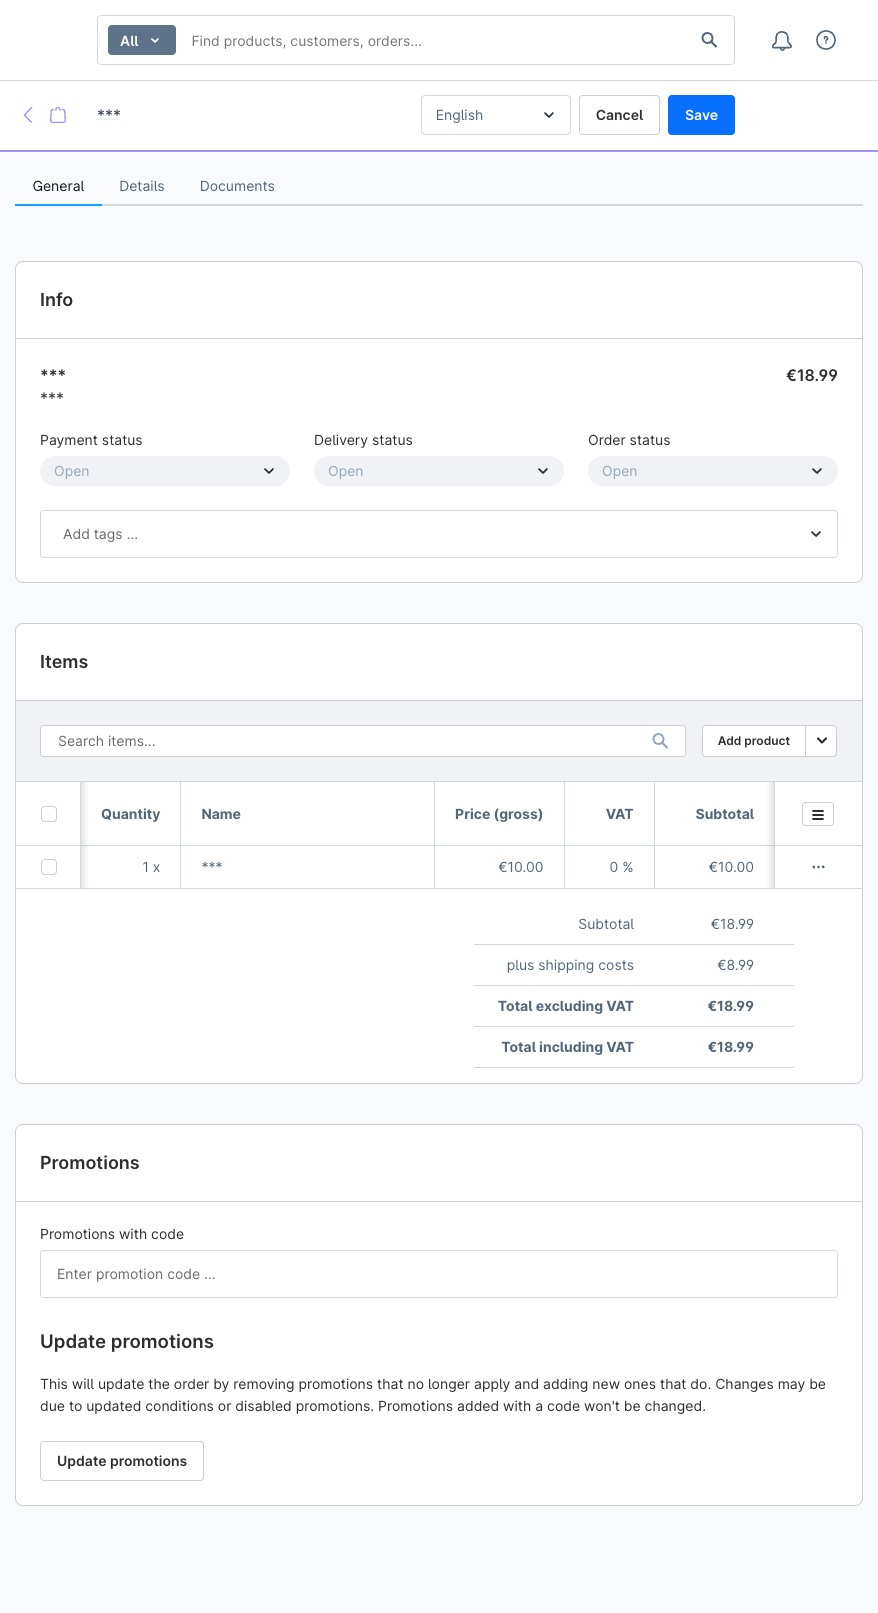 All
Find products, customers, orders...
***
English
Cancel
Save
General
Details
Documents
Info
***
€18.99
***
Payment status
Delivery status
Order status
Open
Open
Open
Add tags ...
Items
Search items...
Add product
Quantity
Name
Price (gross)
VAT
Subtotal
1 x
***
€10.00
0 %
€10.00
Subtotal
€18.99
plus shipping costs
€8.99
Total excluding VAT
€18.99
Total including VAT
€18.99
Promotions
Promotions with code
Enter promotion code ...
Update promotions
This will update the order by removing promotions that no longer apply and adding new ones that do. Changes may be
due to updated conditions or disabled promotions. Promotions added with a code won't be changed.
Update promotions